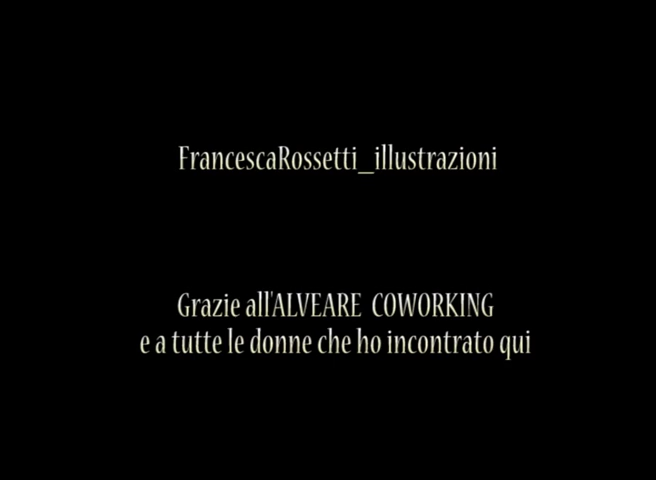 FrancescaRossetti_illustrazioni
Grazie all'ALVEARE COWORKING
e a tutte le donne che ho incontrato qui